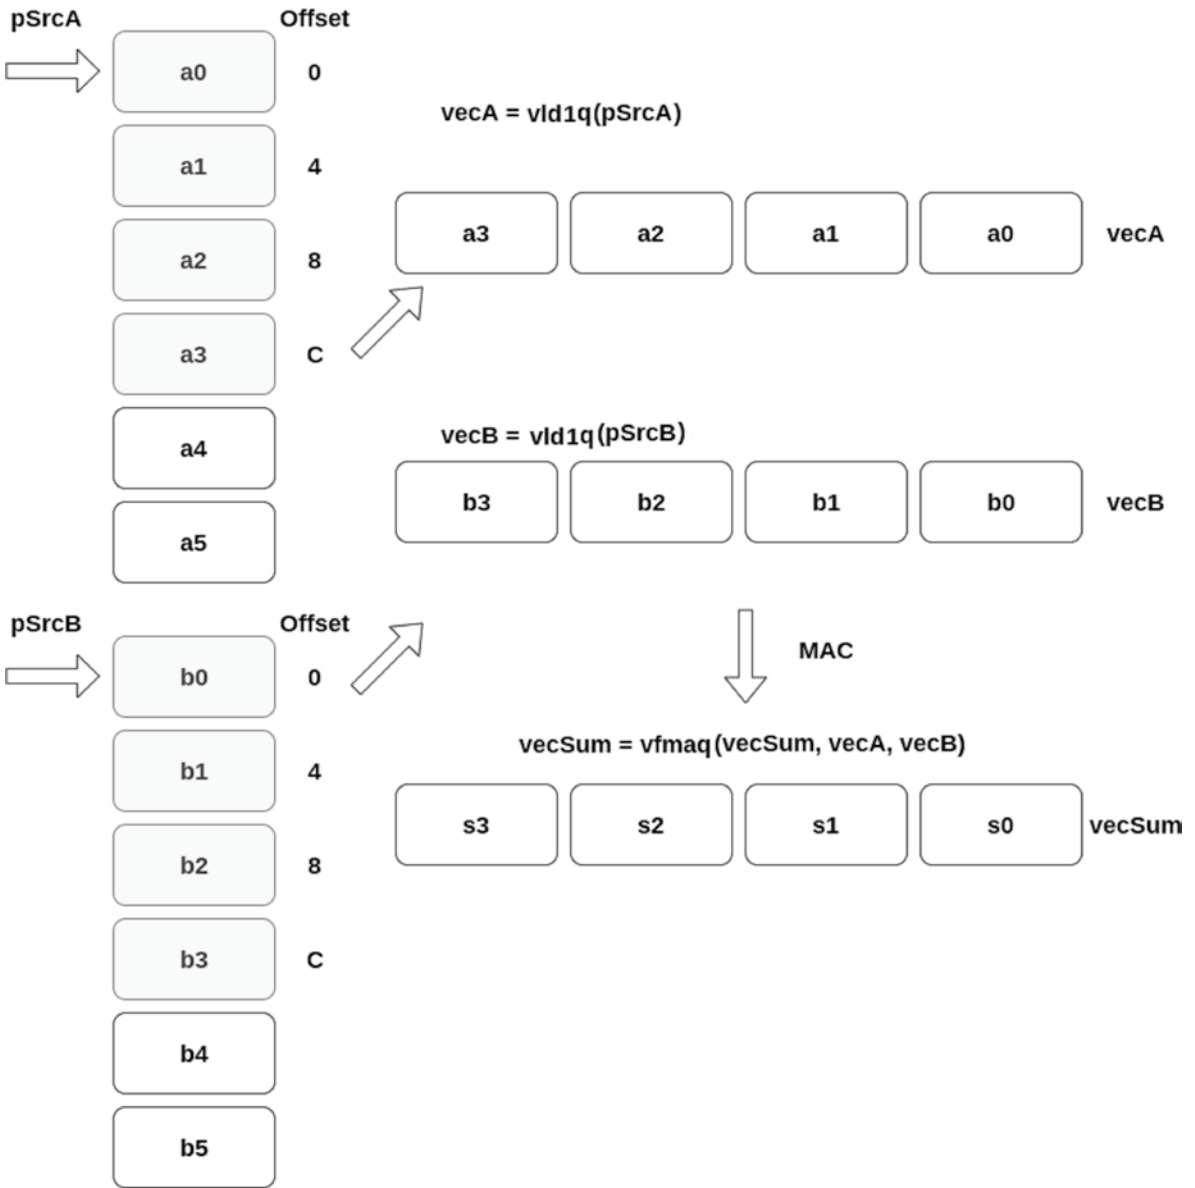 pSrcA Offset
a0 0
vecA = vld1q(pSrcA)
a1 4
a3 a2 a1 a0 vecA
a2 8
a3 C
vecB = vld1q(pSrcB)
a4
b3 b2 b1 b0 vecB
a5
pSrcB Offset
MAC
b0 0
vecSum = vfmaq(vecSum, vecA, vecB)
b1 4
s3 s2 s1 s0 vecSum
b2 8
b3 C
b4
b5